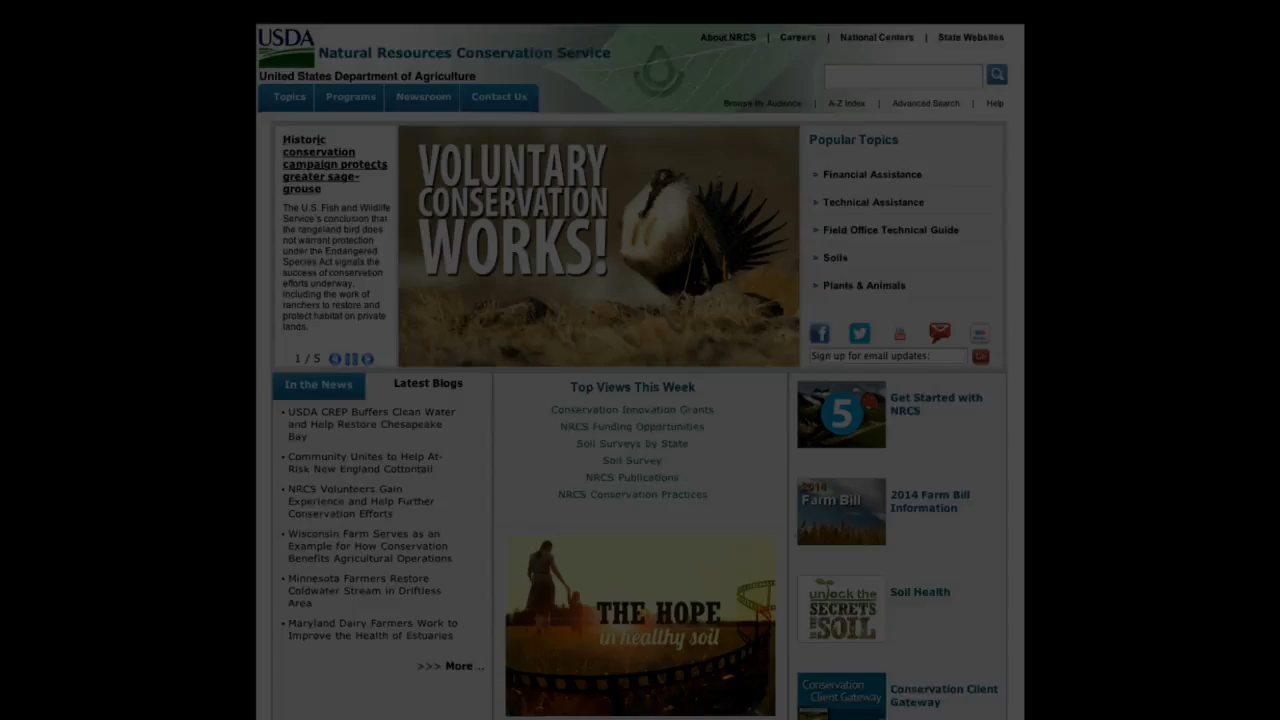 USDA
Natural Resources Conservation Service
United States Department of Agriculture
About NRCS | Careers | National Centers | State Websites
Browse By Audience | A-Z Index | Advanced Search | Help
Topics
Programs
Newsroom
Contact Us
Historic
conservation
campaign protects
greater sage-
grouse
The U.S. Fish and Wildlife
Service's conclusion that
the rangeland bird does
not warrant protection
under the Endangered
Species Act signals the
success of conservation
efforts underway,
including the work of
ranchers to restore and
protect habitat on private
lands.
1 / 5
VOLUNTARY
CONSERVATION
WORKS!
Popular Topics
> Financial Assistance
> Technical Assistance
> Field Office Technical Guide
> Soils
> Plants & Animals
Sign up for email updates:
Go
In the News
Latest Blogs
• USDA CREP Buffers Clean Water
and Help Restore Chesapeake
Bay
• Community Unites to Help At-
Risk New England Cottontail
• NRCS Volunteers Gain
Experience and Help Further
Conservation Efforts
• Wisconsin Farm Serves as an
Example for How Conservation
Benefits Agricultural Operations
• Minnesota Farmers Restore
Coldwater Stream in Driftless
Area
• Maryland Dairy Farmers Work to
Improve the Health of Estuaries
>>> More ..
Top Views This Week
Conservation Innovation Grants
NRCS Funding Opportunities
Soil Surveys by State
Soil Survey
NRCS Publications
NRCS Conservation Practices
THE HOPE
in healthy soil
5
Get Started with
NRCS
2014
Farm Bill
2014 Farm Bill
Information
unlock the
SECRETS
IN THE
SOIL
Soil Health
Conservation
Client Gateway
Conservation Client
Gateway